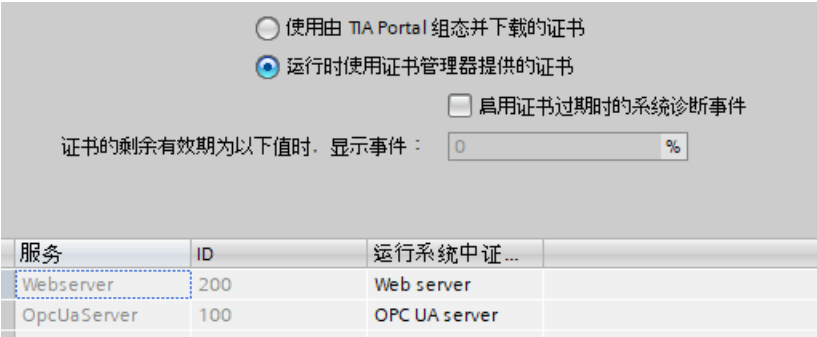 使用由 TIA Portal 组态并下载的证书
运行时使用证书管理器提供的证书
启用证书过期时的系统诊断事件
证书的剩余有效期为以下值时，显示事件： 0 %
服务 ID 运行系统中证...
Webserver 200 Web server
OpcUaServer 100 OPC UA server